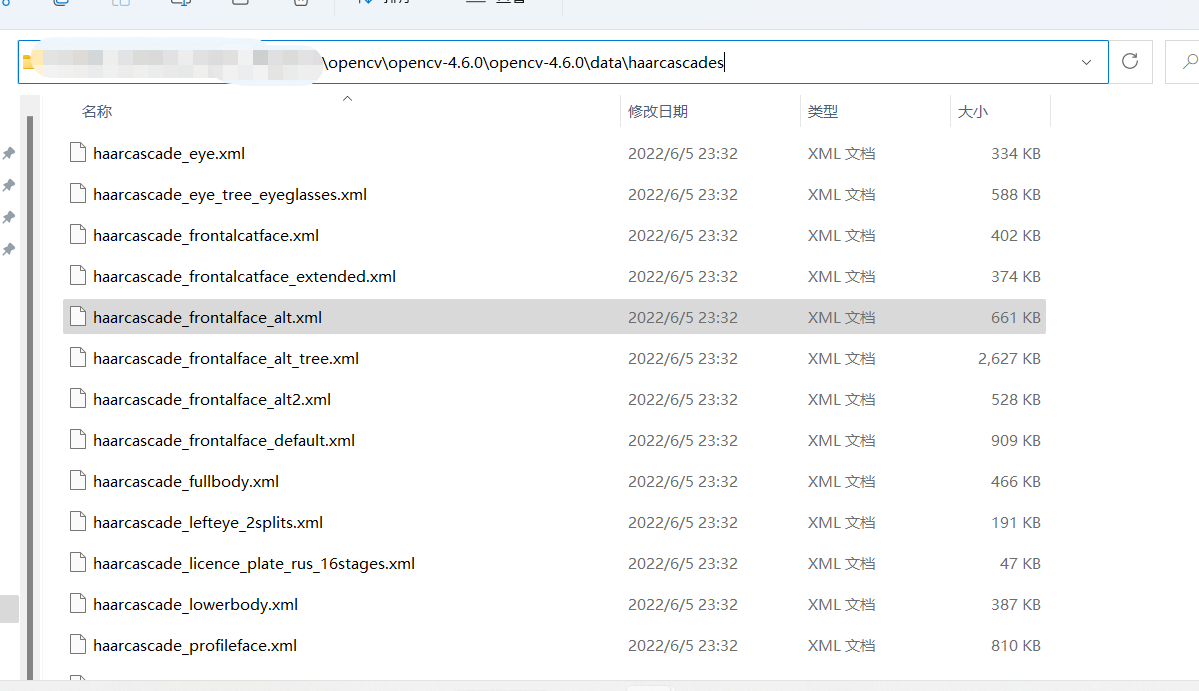 \opencv\opencv-4.6.0\opencv-4.6.0\data\haarcascades
名称 修改日期 类型 大小
haarcascade_eye.xml 2022/6/5 23:32 XML 文档 334 KB
haarcascade_eye_tree_eyeglasses.xml 2022/6/5 23:32 XML 文档 588 KB
haarcascade_frontalcatface.xml 2022/6/5 23:32 XML 文档 402 KB
haarcascade_frontalcatface_extended.xml 2022/6/5 23:32 XML 文档 374 KB
haarcascade_frontalface_alt.xml 2022/6/5 23:32 XML 文档 661 KB
haarcascade_frontalface_alt_tree.xml 2022/6/5 23:32 XML 文档 2,627 KB
haarcascade_frontalface_alt2.xml 2022/6/5 23:32 XML 文档 528 KB
haarcascade_frontalface_default.xml 2022/6/5 23:32 XML 文档 909 KB
haarcascade_fullbody.xml 2022/6/5 23:32 XML 文档 466 KB
haarcascade_lefteye_2splits.xml 2022/6/5 23:32 XML 文档 191 KB
haarcascade_licence_plate_rus_16stages.xml 2022/6/5 23:32 XML 文档 47 KB
haarcascade_lowerbody.xml 2022/6/5 23:32 XML 文档 387 KB
haarcascade_profileface.xml 2022/6/5 23:32 XML 文档 810 KB